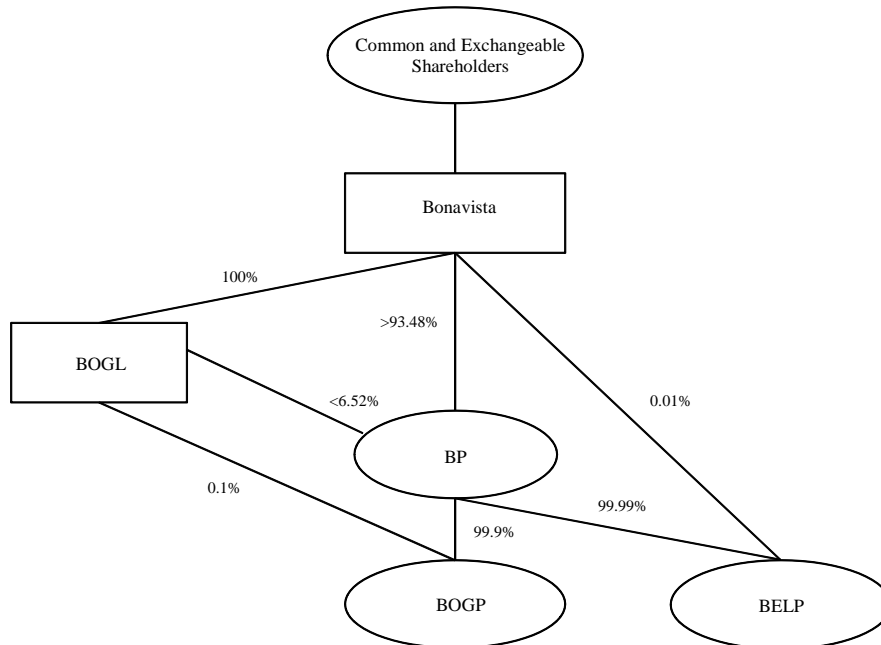 Common and Exchangeable
Shareholders
Bonavista
100%
>93.48%
BOGL
<6.52%
0.01%
BP
0.1%
99.99%
99.9%
BOGP
BELP